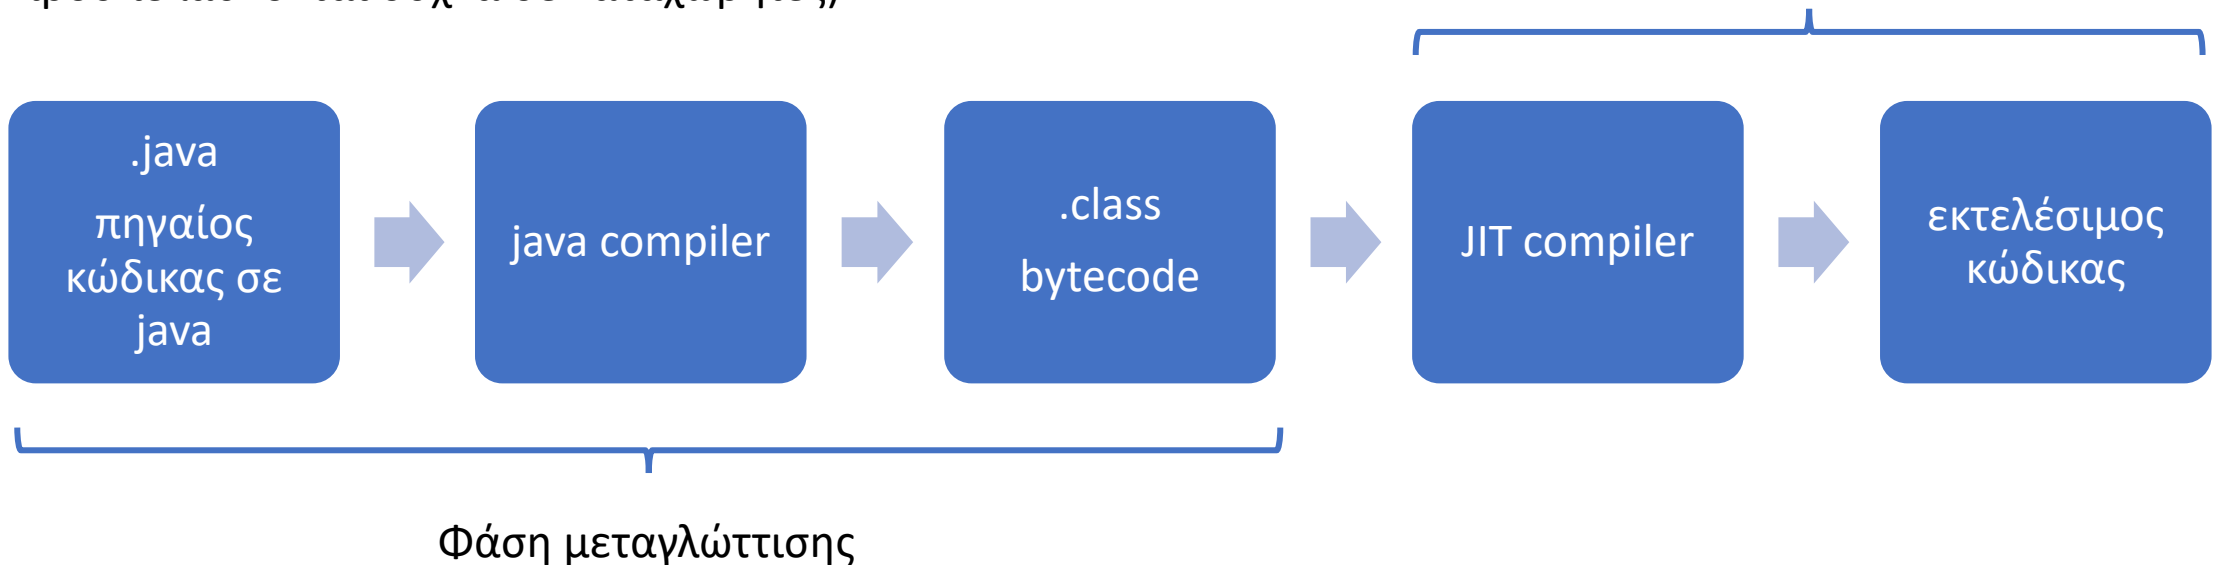 .java
πηγαίος
κώδικας σε
java
java compiler
.class
bytecode
JIT compiler
εκτελέσιμος
κώδικας
Φάση μεταγλώττισης